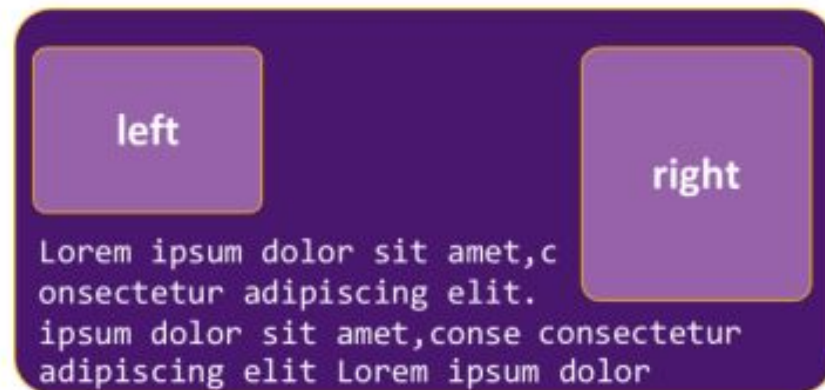 left
right
Lorem ipsum dolor sit amet,c
onsectetur adipiscing elit.
ipsum dolor sit amet,conse consectetur
adipiscing elit Lorem ipsum dolor